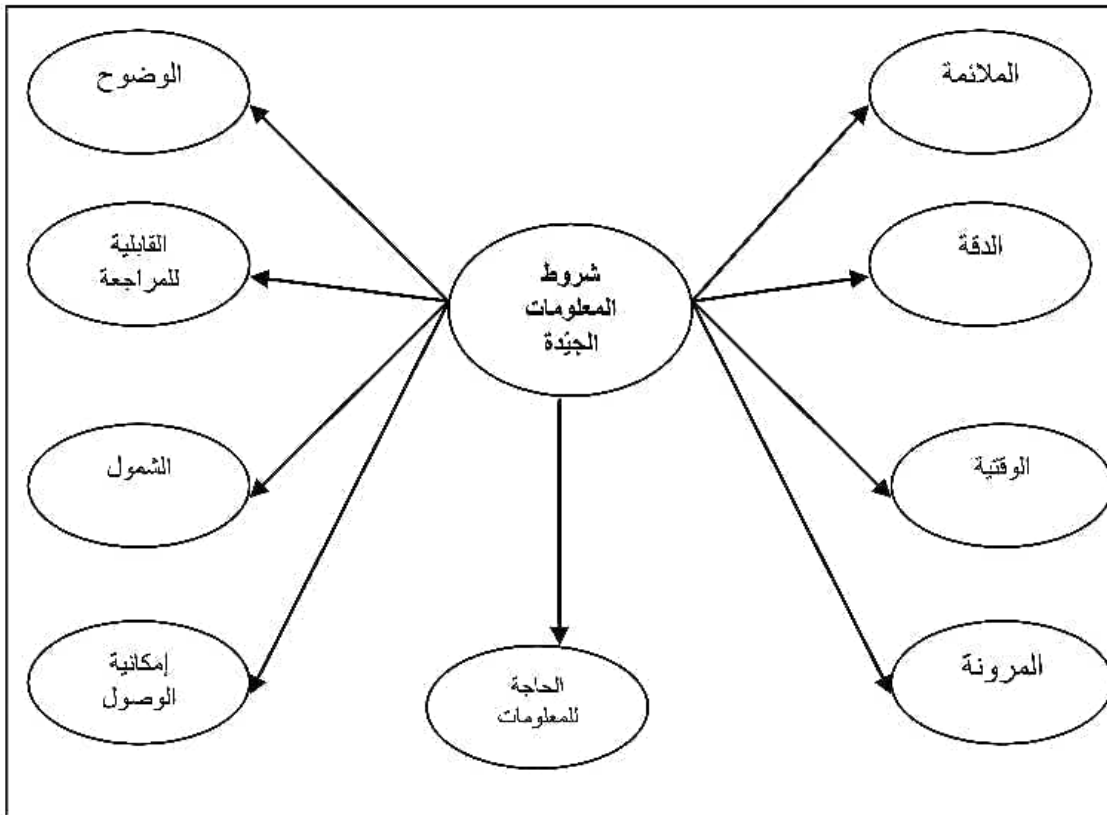 الملائمة
الوضوح
الدقة
القابلية
للمراجعة
شروط
المعلومات
الجيّدة
الوقتية
الشمول
المرونة
الحاجة
للمعلومات
إمكانية
الوصول